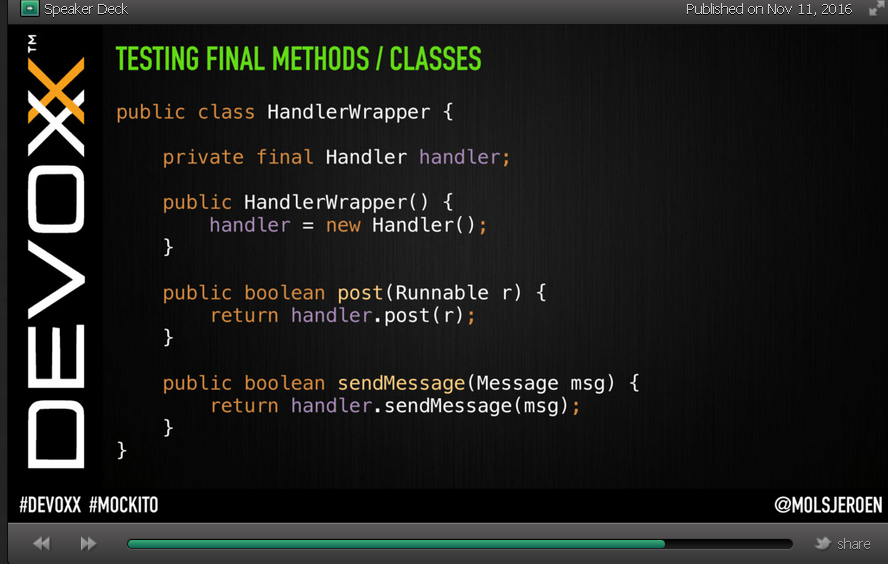 Speaker Deck
Published on Nov 11, 2016
DEVOXX™
TESTING FINAL METHODS / CLASSES
public class HandlerWrapper {
private final Handler handler;
public HandlerWrapper() {
handler = new Handler();
}
public boolean post(Runnable r) {
return handler.post(r);
}
public boolean sendMessage(Message msg) {
return handler.sendMessage(msg);
}
}
#DEVOXX #MOCKITO
@MOLSJEROEN
share